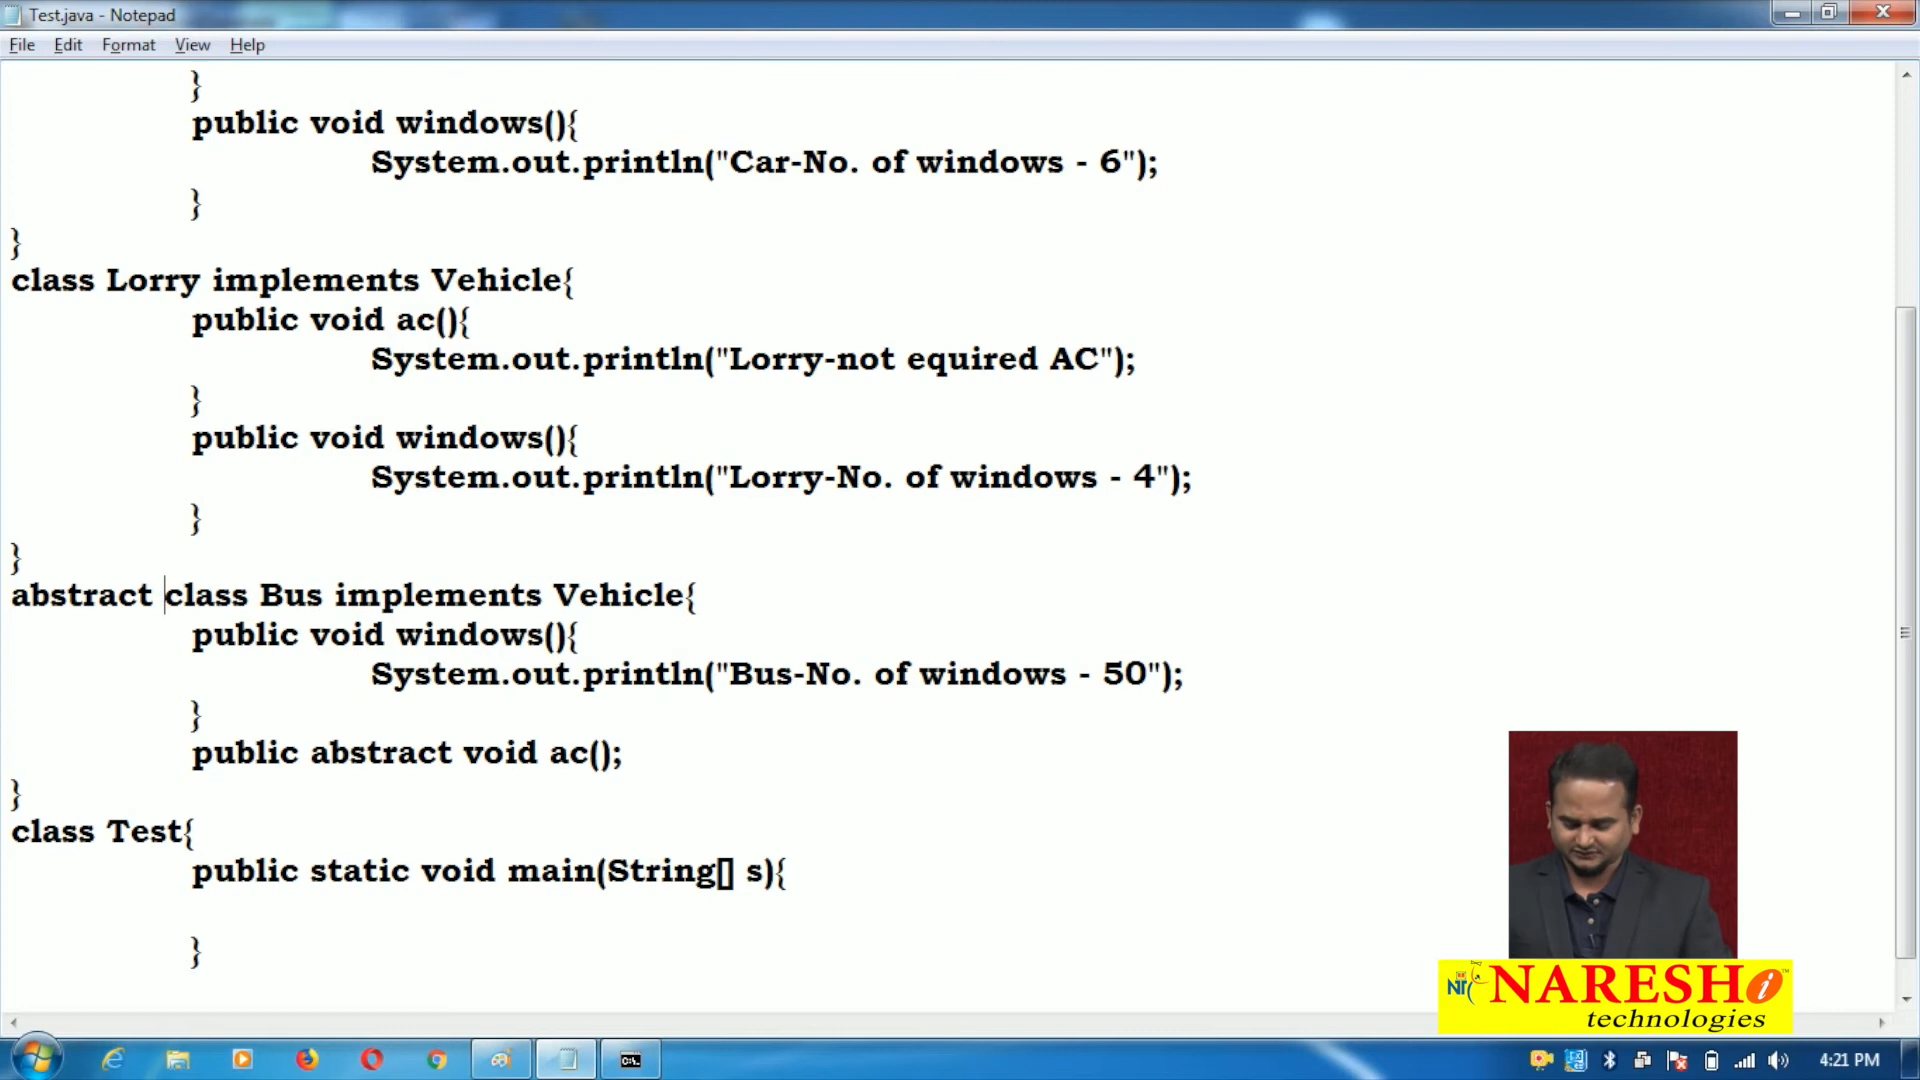 Test.java - Notepad
File Edit Format View Help
}
public void windows(){
System.out.println("Car-No. of windows - 6");
}
}
class Lorry implements Vehicle{
public void ac(){
System.out.println("Lorry-not equired AC");
}
public void windows(){
System.out.println("Lorry-No. of windows - 4");
}
}
abstract class Bus implements Vehicle{
public void windows(){
System.out.println("Bus-No. of windows - 50");
}
public abstract void ac();
}
class Test{
public static void main(String[] s){
}
NARESH i
technologies
4:21 PM